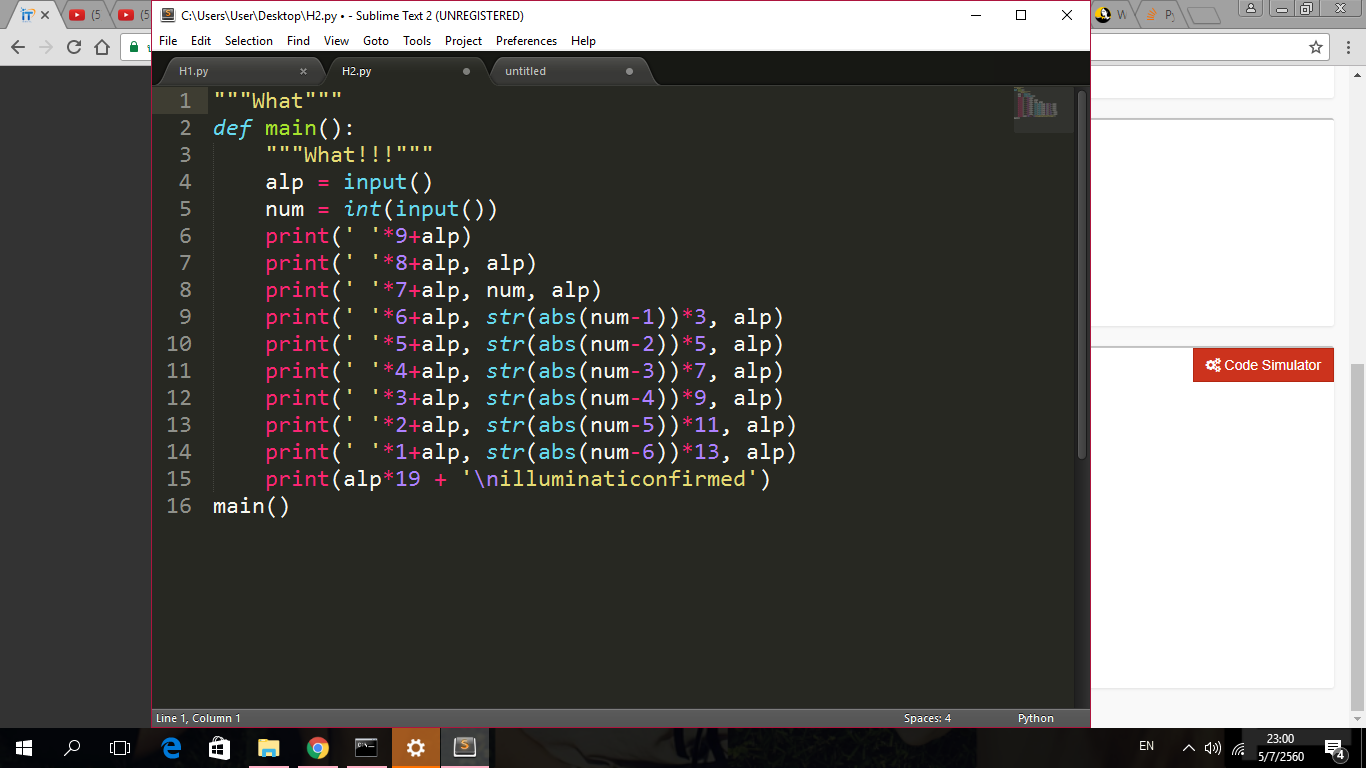 C:\Users\User\Desktop\H2.py • - Sublime Text 2 (UNREGISTERED)
File Edit Selection Find View Goto Tools Project Preferences Help
H1.py H2.py untitled
1 """What"""
2 def main():
3 """What!!!"""
4 alp = input()
5 num = int(input())
6 print(' '*9+alp)
7 print(' '*8+alp, alp)
8 print(' '*7+alp, num, alp)
9 print(' '*6+alp, str(abs(num-1))*3, alp)
10 print(' '*5+alp, str(abs(num-2))*5, alp)
11 print(' '*4+alp, str(abs(num-3))*7, alp)
12 print(' '*3+alp, str(abs(num-4))*9, alp)
13 print(' '*2+alp, str(abs(num-5))*11, alp)
14 print(' '*1+alp, str(abs(num-6))*13, alp)
15 print(alp*19 + '\nilluminaticonfirmed')
16 main()
Code Simulator
Line 1, Column 1 Spaces: 4 Python
EN 23:00
5/7/2560 4